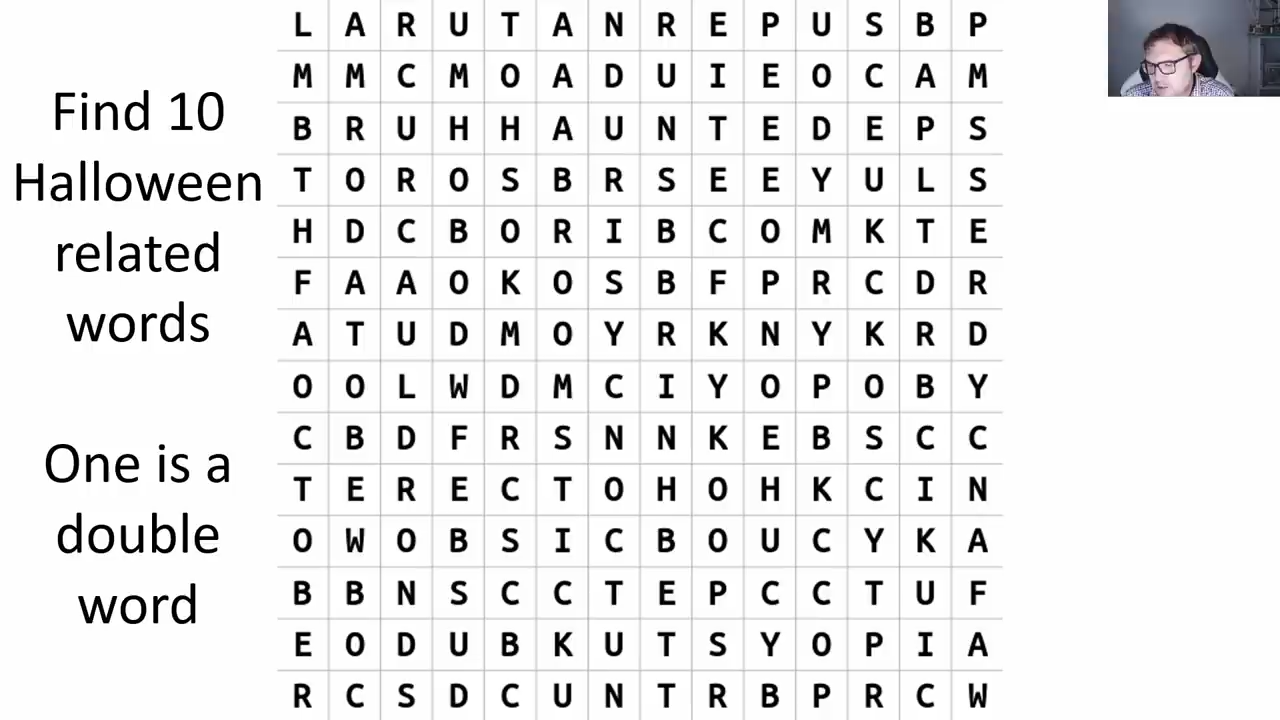 Find 10
Halloween
related
words
One is a
double
word
L A R U T A N R E P U S B P
M M C M O A D U I E O C A M
B R U H H A U N T E D E P S
T O R O S B R S E E Y U L S
H D C B O R I B C O M K T E
F A A O K O S B F P R C D R
A T U D M O Y R K N Y K R D
O O L W D M C I Y O P O B Y
C B D F R S N N K E B S C C
T E R E C T O H O H K C I N
O W O B S I C B O U C Y K A
B B N S C C T E P C C T U F
E O D U B K U T S Y O P I A
R C S D C U N T R B P R C W